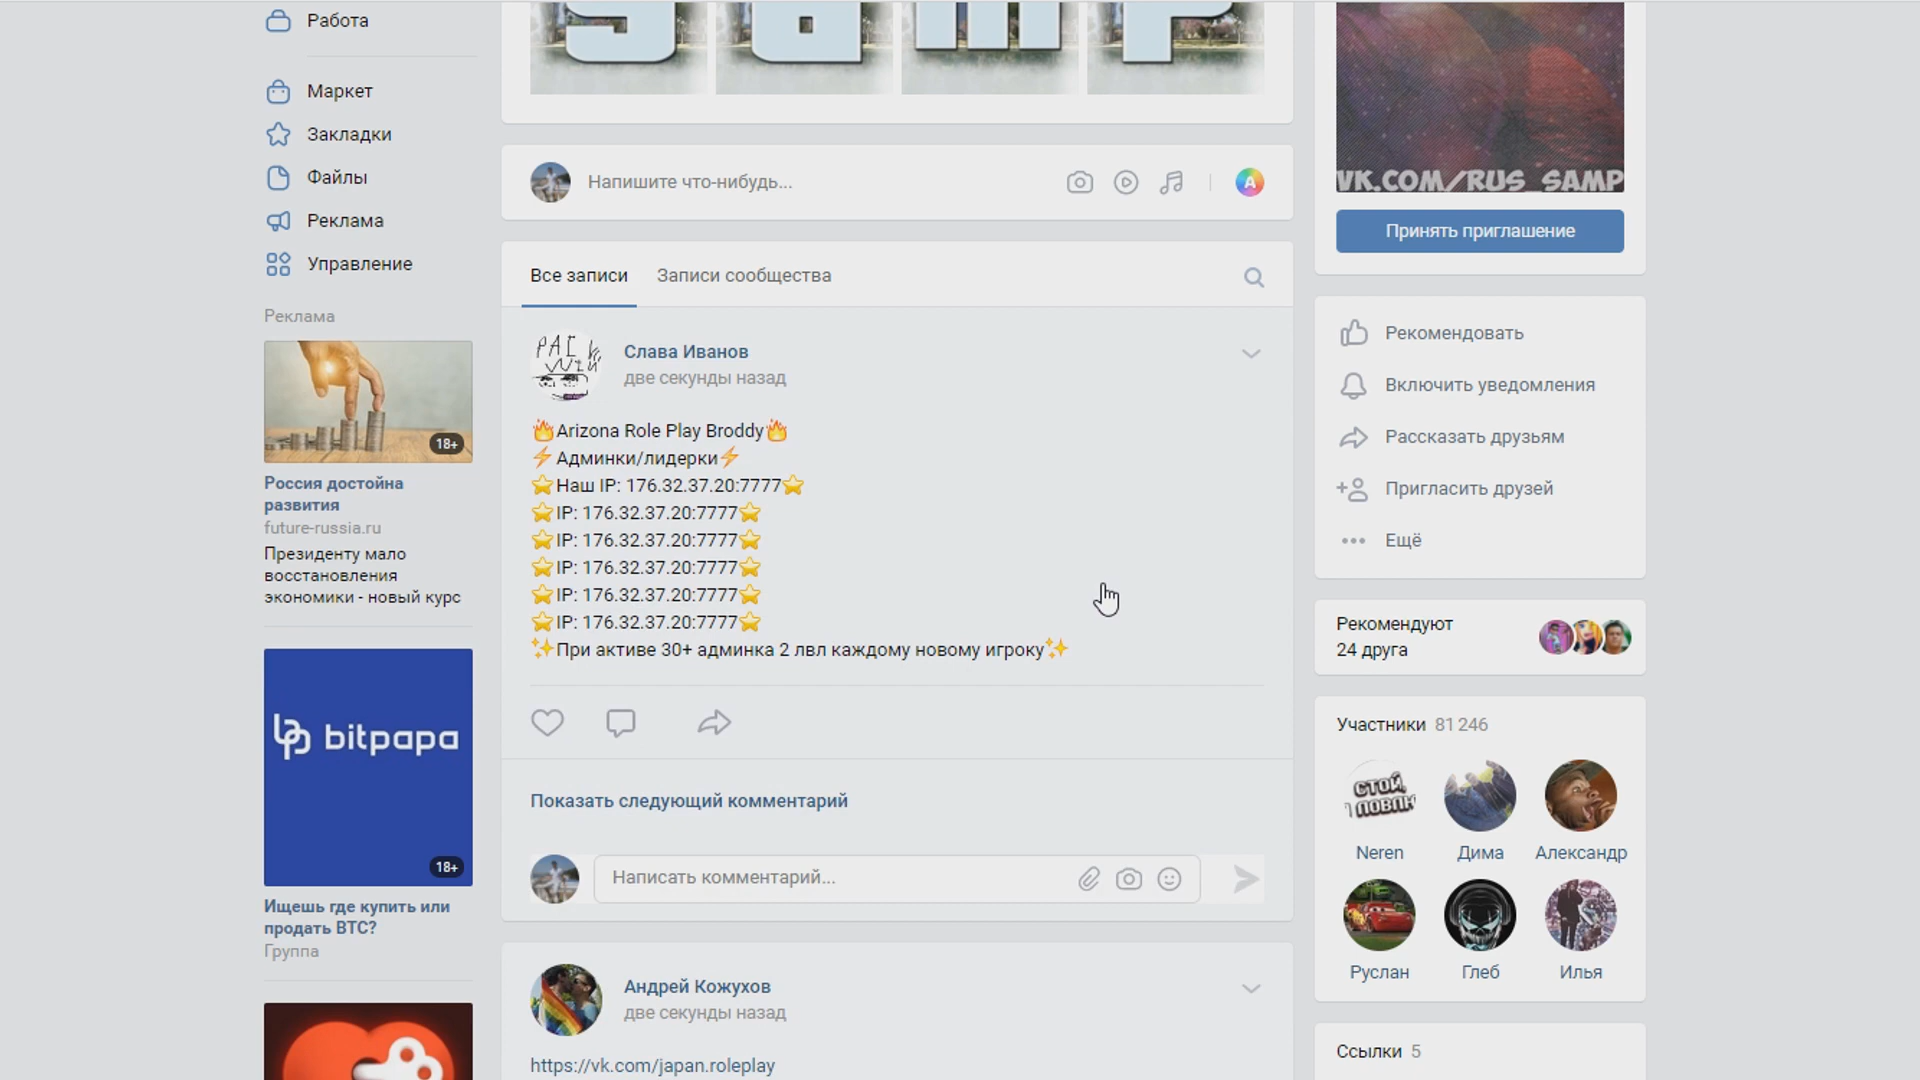 Работа
Маркет
Закладки
Файлы
Реклама
Управление
Реклама
18+
Россия достойна
развития
future-russia.ru
Президенту мало
восстановления
экономики - новый курс
bitpapa
18+
Ищешь где купить или
продать BTC?
Группа
Samp
Напишите что-нибудь...
A
Все записи
Записи сообщества
Слава Иванов
две секунды назад
🔥Arizona Role Play Broddy🔥
⚡Админки/лидерки⚡
⭐Наш IP: 176.32.37.20:7777⭐
⭐IP: 176.32.37.20:7777⭐
⭐IP: 176.32.37.20:7777⭐
⭐IP: 176.32.37.20:7777⭐
⭐IP: 176.32.37.20:7777⭐
⭐IP: 176.32.37.20:7777⭐
✨При активе 30+ админка 2 лвл каждому новому игроку✨
Показать следующий комментарий
Написать комментарий...
Андрей Кожухов
две секунды назад
https://vk.com/japan.roleplay
VK.COM/RUS_SAMP
Принять приглашение
Рекомендовать
Включить уведомления
Рассказать друзьям
Пригласить друзей
Ещё
Рекомендуют
24 друга
Участники 81 246
СТОЙ,
Neren
Дима
Александр
Руслан
Глеб
Илья
Ссылки 5